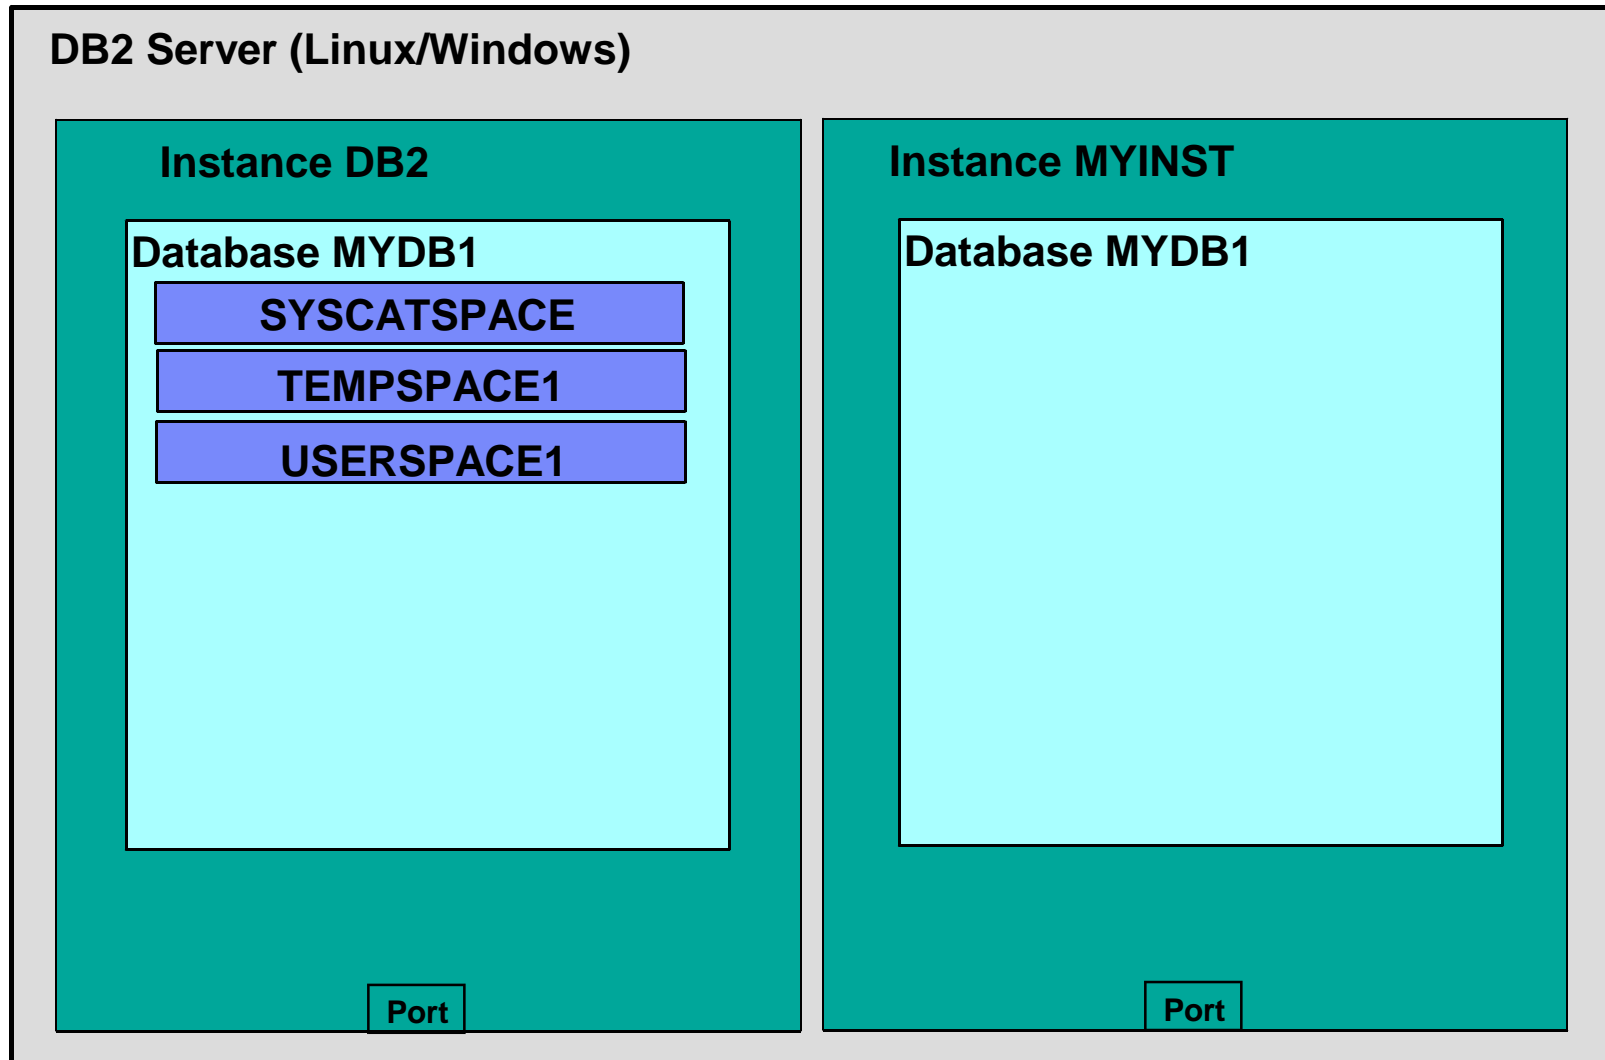 DB2 Server (Linux/Windows)
Instance DB2
Database MYDB1
SYSCATSPACE
TEMPSPACE1
USERSPACE1
Port
Instance MYINST
Database MYDB1
Port